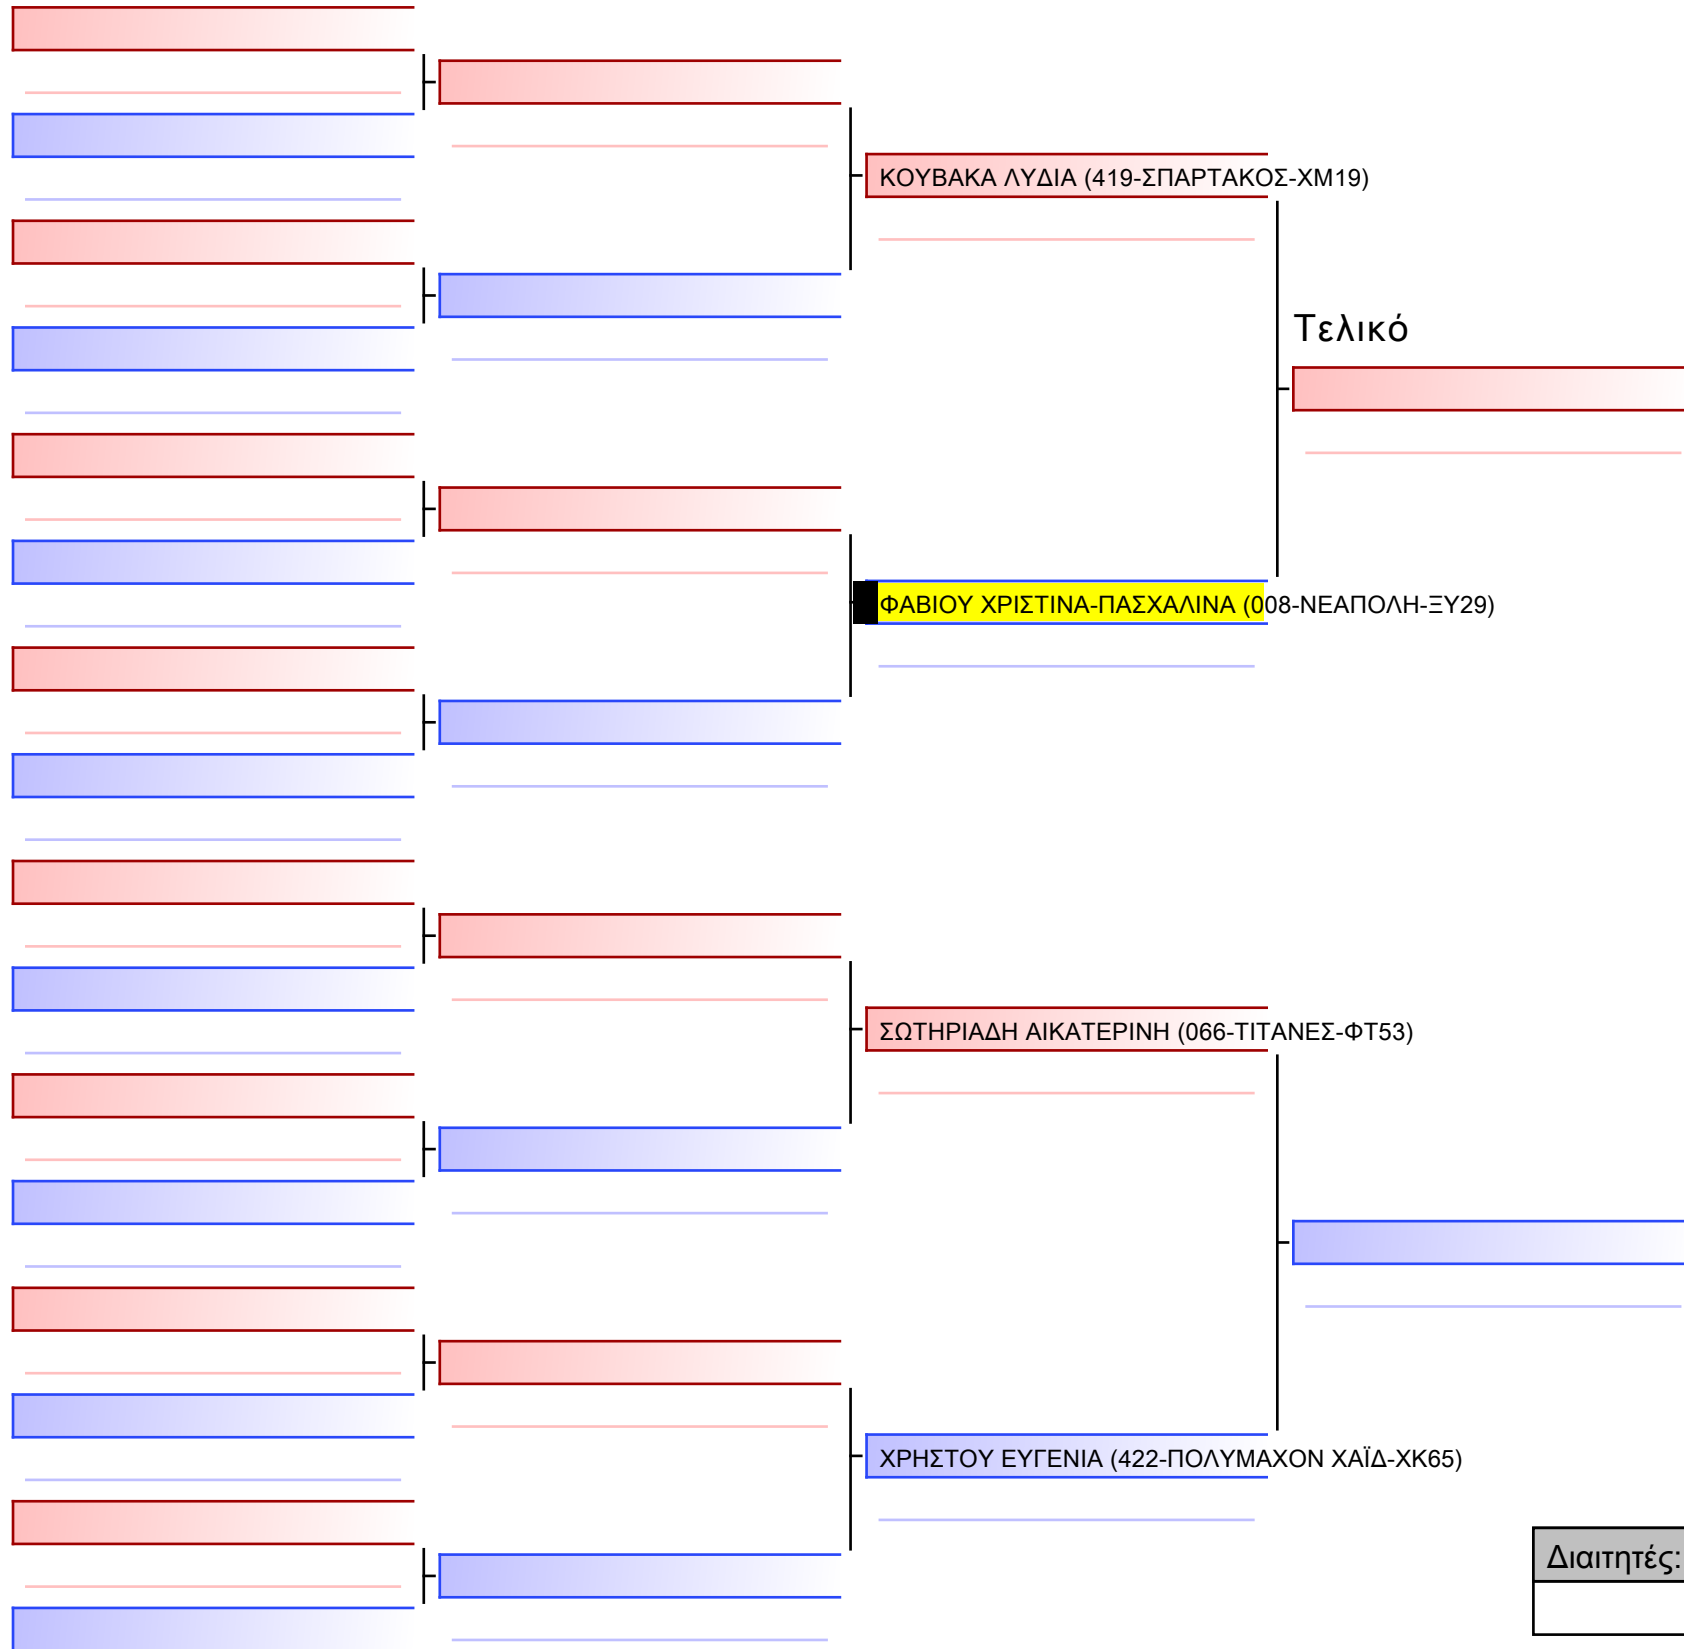 ΚΟΥΒΑΚΑ ΛΥΔΙΑ (419-ΣΠΑΡΤΑΚΟΣ-ΧΜ19)
Τελικό
ΦΑΒΙΟΥ ΧΡΙΣΤΙΝΑ-ΠΑΣΧΑΛΙΝΑ (008-ΝΕΑΠΟΛΗ-ΞΥ29)
ΣΩΤΗΡΙΑΔΗ ΑΙΚΑΤΕΡΙΝΗ (066-ΤΙΤΑΝΕΣ-ΦΤ53)
ΧΡΗΣΤΟΥ ΕΥΓΕΝΙΑ (422-ΠΟΛΥΜΑΧΟΝ ΧΑΪΔ-ΧΚ65)
Διαιτητές: